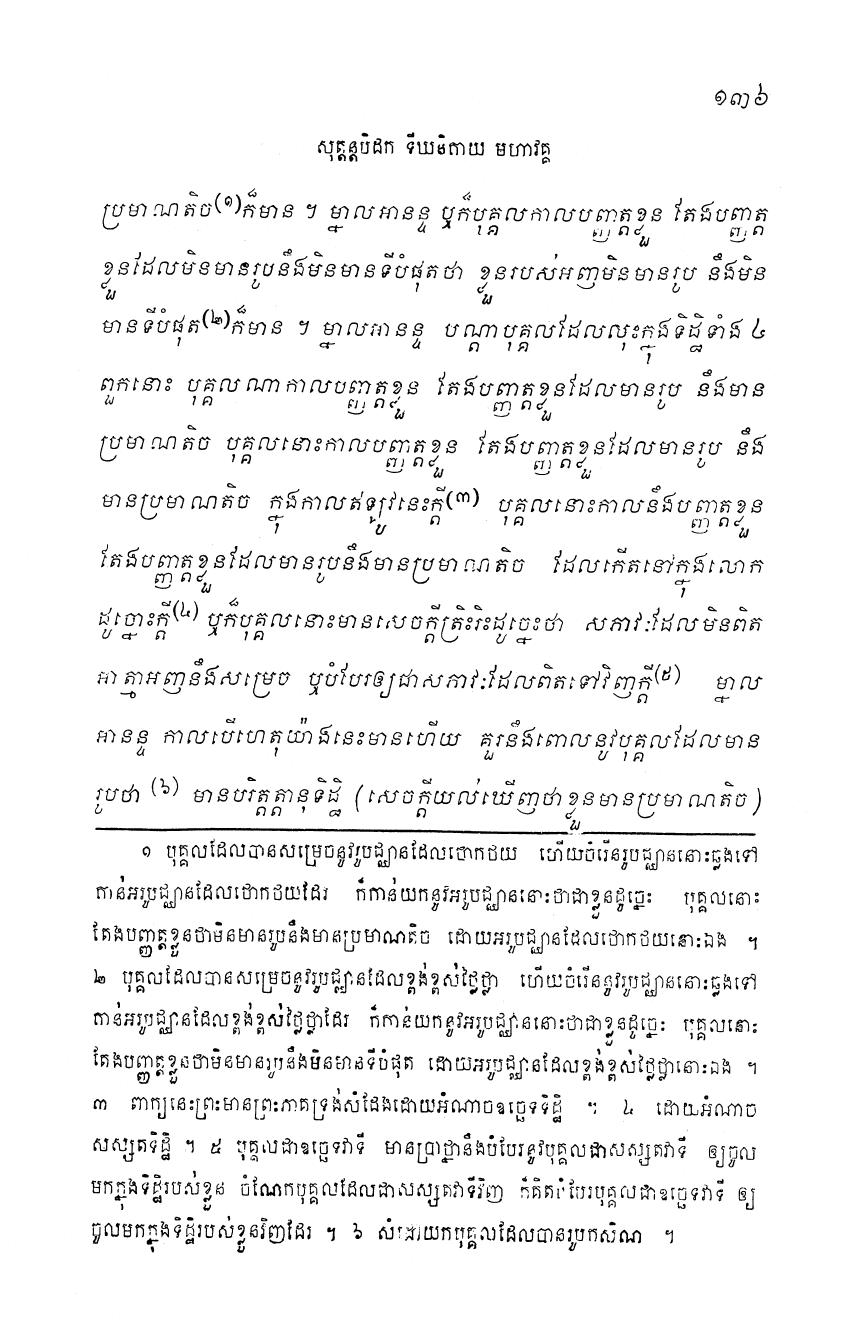 ១៣៦
សុត្តន្តបិដក ទីឃនិកាយ មហាវគ្គ
ប្រមាណតិច(១)ក៏មាន ។ ម្នាលអានន្ទ ឬក៏បុគ្គលកាលបញ្ញត្តខ្លួន តែងបញ្ញត្ត
ខ្លួនដែលមិនមានរូបនឹងមិនមានទីបំផុតថា ខ្លួនរបស់អញមិនមានរូប នឹងមិន
មានទីបំផុត(២)ក៏មាន ។ ម្នាលអានន្ទ បណ្តាបុគ្គលដែលលុះក្នុងទិដ្ឋិទាំង ៤
ពួកនោះ បុគ្គលណាកាលបញ្ញត្តខ្លួន តែងបញ្ញត្តខ្លួនដែលមានរូប នឹងមាន
ប្រមាណតិច បុគ្គលនោះកាលបញ្ញត្តខ្លួន តែងបញ្ញត្តខ្លួនដែលមានរូប នឹង
មានប្រមាណតិច ក្នុងកាលឥឡូវនេះក្តី(៣) បុគ្គលនោះកាលនឹងបញ្ញត្តខ្លួន
តែងបញ្ញត្តខ្លួនដែលមានរូបនឹងមានប្រមាណតិច ដែលកើតនៅក្នុងលោក
ដូច្នោះក្តី(៤) ឬក៏បុគ្គលនោះមានសេចក្តីត្រិះរិះដូច្នេះថា សភាវៈដែលមិនពិត
អាត្មាអញនឹងសម្រេច ឬបំបែរឲ្យជាសភាវៈដែលពិតទៅវិញក្តី(៥) ម្នាល
អានន្ទ កាលបើហេតុយ៉ាងនេះមានហើយ គួរនឹងពោលនូវបុគ្គលដែលមាន
រូបថា (៦) មានបរិត្តត្តានុទិដ្ឋិ (សេចក្តីយល់ឃើញថាខ្លួនមានប្រមាណតិច)
១ បុគ្គលដែលបានសម្រេចនូវរូបជ្ឈានដែលថោកថយ ហើយចំរើនរូបជ្ឈាននោះឆ្លងទៅ
កាន់អរូបជ្ឈានដែលថោកថយដែរ ក៏កាន់យកនូវអរូបជ្ឈាននោះថាជាខ្លួនដូច្នេះ បុគ្គលនោះ
តែងបញ្ញត្តខ្លួនថាមិនមានរូបនឹងមានប្រមាណតិច ដោយអរូបជ្ឈានដែលថោកថយនោះឯង ។
២ បុគ្គលដែលបានសម្រេចនូវរូបជ្ឈានដែលខ្ពង់ខ្ពស់ថ្លៃថ្លា ហើយចំរើននូវរូបជ្ឈាននោះឆ្លងទៅ
កាន់អរូបជ្ឈានដែលខ្ពង់ខ្ពស់ថ្លៃថ្លាដែរ ក៏កាន់យកនូវអរូបជ្ឈាននោះថាជាខ្លួនដូច្នេះ បុគ្គលនោះ
តែងបញ្ញត្តខ្លួនថាមិនមានរូបនឹងមិនមានទីបំផុត ដោយអរូបជ្ឈានដែលខ្ពង់ខ្ពស់ថ្លៃថ្លានោះឯង ។
៣ ពាក្យនេះព្រះមានព្រះភាគទ្រង់សំដែងដោយអំណាចឧច្ឆេទទិដ្ឋិ ។ ៤ ដោយអំណាច
សស្សតទិដ្ឋិ ។ ៥ បុគ្គលជាឧច្ឆេទវាទី មានប្រាថ្នានឹងបំបែរនូវបុគ្គលជាសស្សតវាទី ឲ្យចូល
មកក្នុងទិដ្ឋិរបស់ខ្លួន ចំណែកបុគ្គលដែលជាសស្សតវាទីវិញ ក៏គិតបំបែរបុគ្គលជាឧច្ឆេទវាទី ឲ្យ
ចូលមកក្នុងទិដ្ឋិរបស់ខ្លួនវិញដែរ ។ ៦ សំដៅយកបុគ្គលដែលបានរូបកសិណ ។